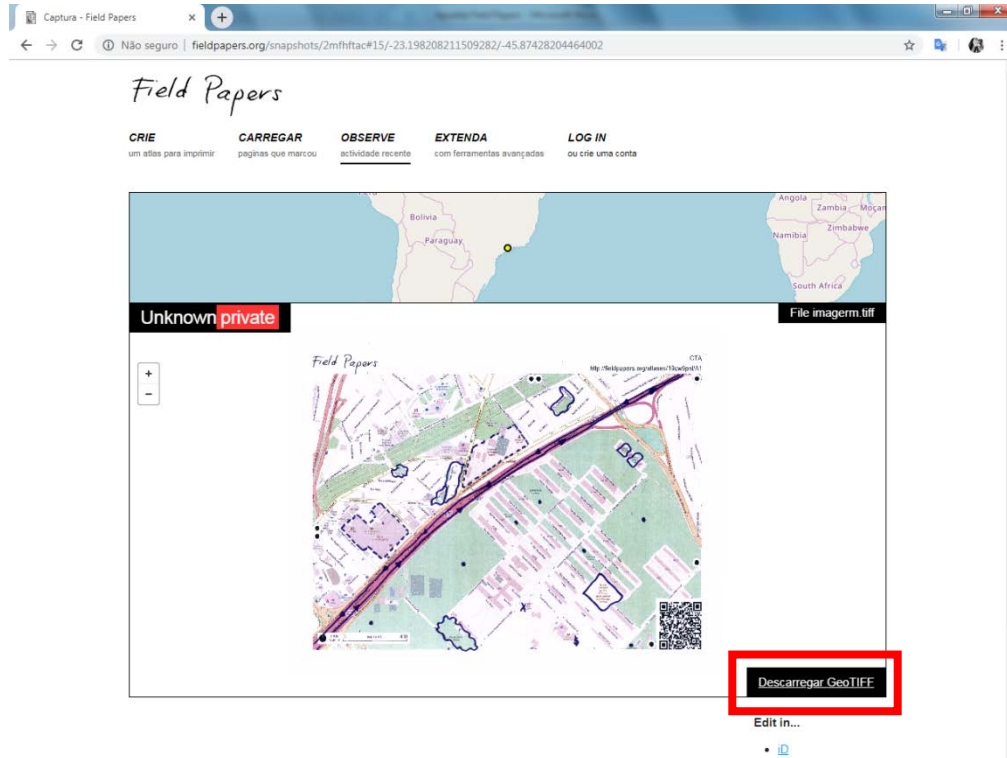 Captura - Field Papers
Não seguro | fieldpapers.org/snapshots/2mfhftac#15/-23.198208211509282/-45.87428204464002
Field Papers
CRIE CARREGAR OBSERVE EXTENDA LOG IN
um atlas para imprimir paginas que marcou actividade recente com ferramentas avançadas ou crie uma conta
Bolivia
Paraguay
Angola
Zambia
Namibia Zimbabwe
South Africa
Unknown private
File imagerm.tiff
+
-
Field Papers
CTA
Descarregar GeoTIFF
Edit in...
iD